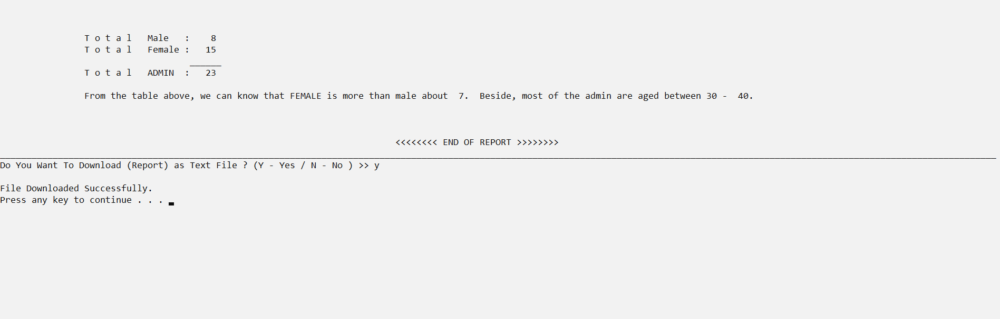 T o t a l   Male   :    8
T o t a l   Female :   15
______
T o t a l   ADMIN  :   23
From the table above, we can know that FEMALE is more than male about  7.  Beside, most of the admin are aged between 30 -  40.
<<<<<<<< END OF REPORT >>>>>>>>
Do You Want To Download (Report) as Text File ? (Y - Yes / N - No ) >> y
File Downloaded Successfully.
Press any key to continue . . .